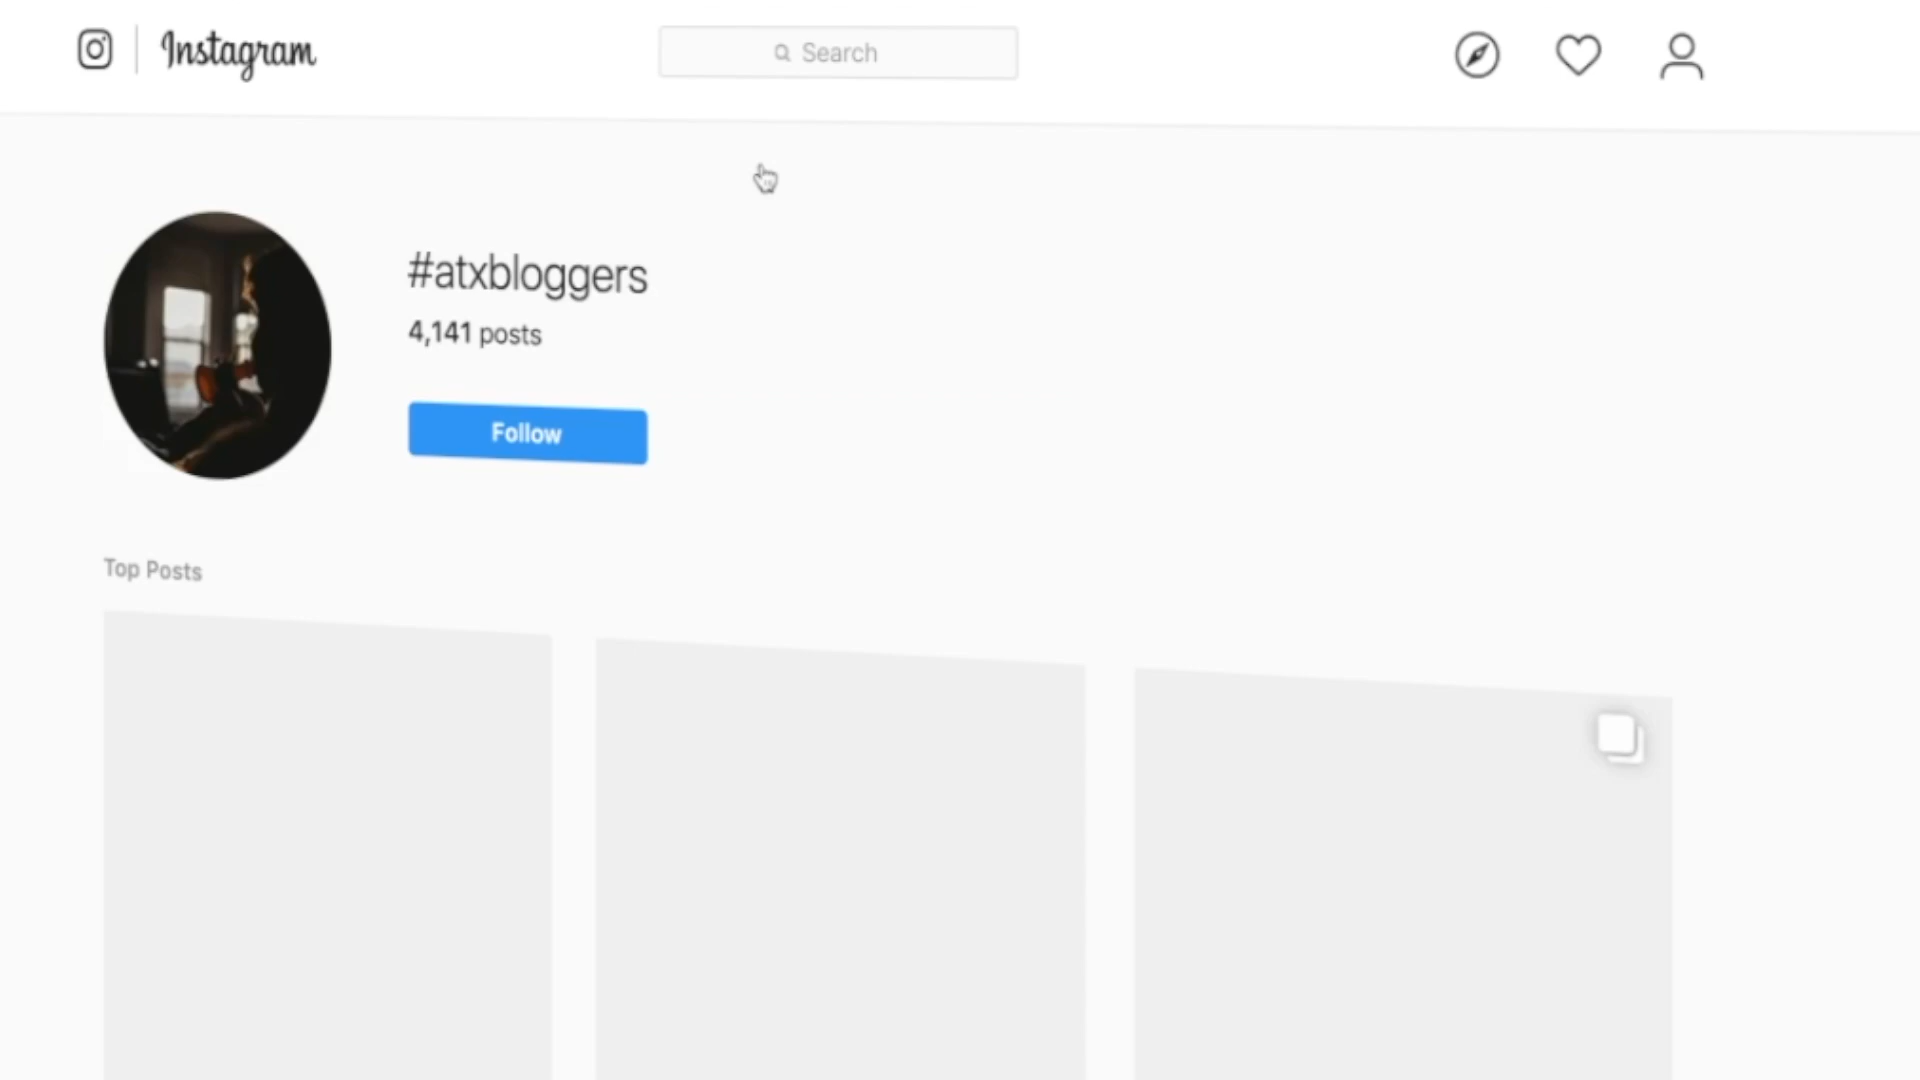 Instagram
Search
#atxbloggers
4,141 posts
Follow
Top Posts